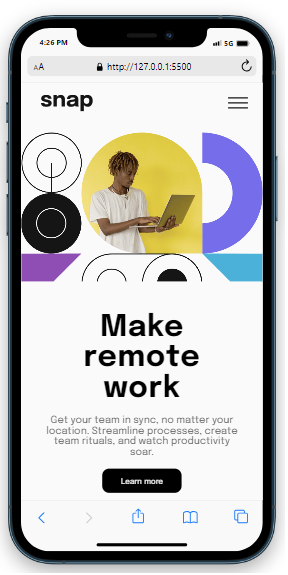 4:26 PM
5G
AA
http://127.0.0.1:5500
snap
Make
remote
work
Get your team in sync, no matter your
location. Streamline processes, create
team rituals, and watch productivity
soar.
Learn more